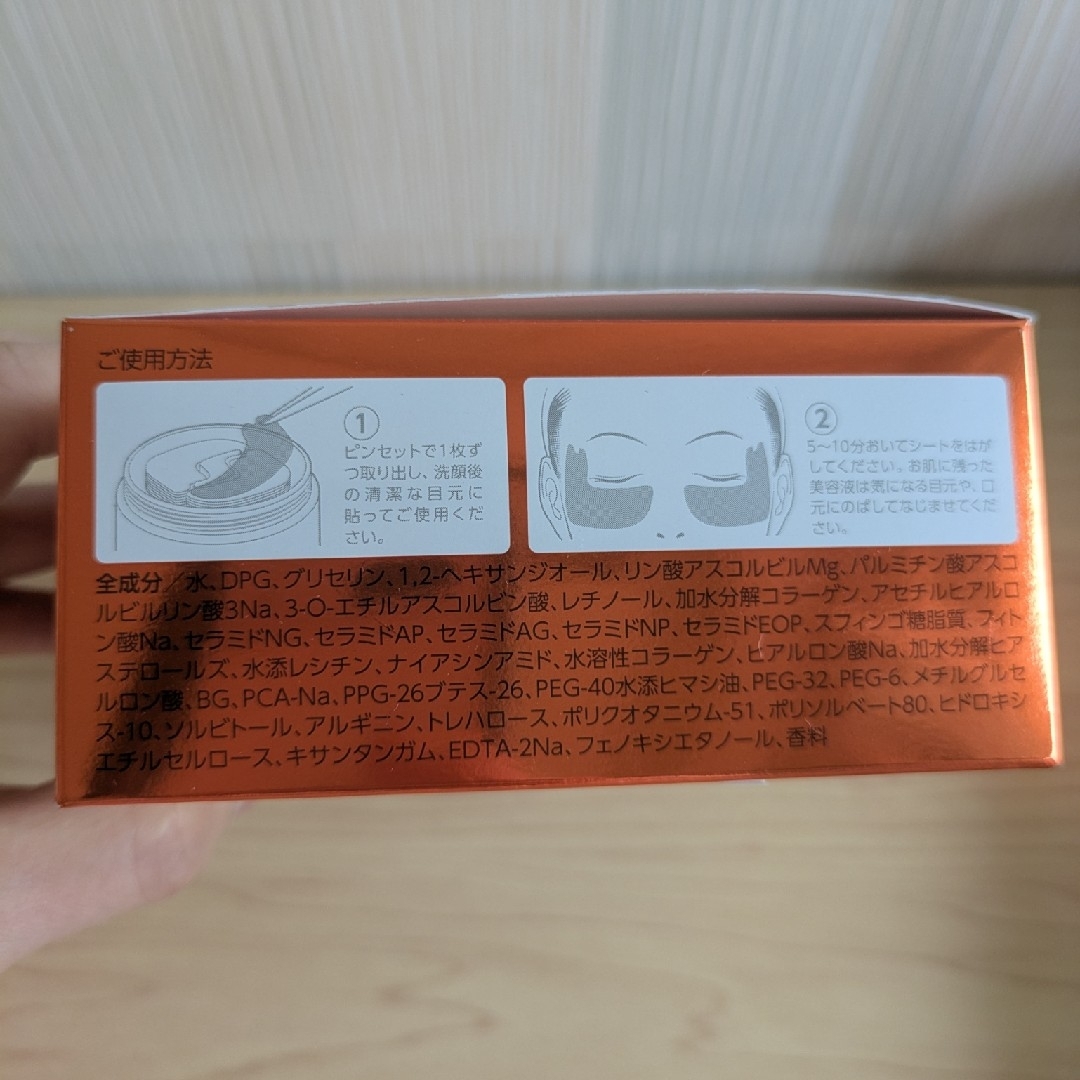 ご使用方法
1
ピンセットで1枚ず
つ取り出し、洗顔後
の清潔な目元に
貼ってご使用くだ
さい。
2
5〜10分おいてシートをはが
してください。お肌に残った
美容液は気になる目元や、口
元にのばしてなじませてくだ
さい。
全成分／水、DPG、グリセリン、1,2-ヘキサンジオール、リン酸アスコルビルMg、パルミチン酸アスコ
ルビルリン酸3Na、3-O-エチルアスコルビン酸、レチノール、加水分解コラーゲン、アセチルヒアルロ
ン酸Na、セラミドNG、セラミドAP、セラミドAG、セラミドNP、セラミドEOP、スフィンゴ糖脂質、フィト
ステロールズ、水添レシチン、ナイアシンアミド、水溶性コラーゲン、ヒアルロン酸Na、加水分解ヒア
ルロン酸、BG、PCA-Na、PPG-26ブテス-26、PEG-40水添ヒマシ油、PEG-32、PEG-6、メチルグルセ
ス-10、ソルビトール、アルギニン、トレハロース、ポリクオタニウム-51、ポリソルベート80、ヒドロキシ
エチルセルロース、キサンタンガム、EDTA-2Na、フェノキシエタノール、香料